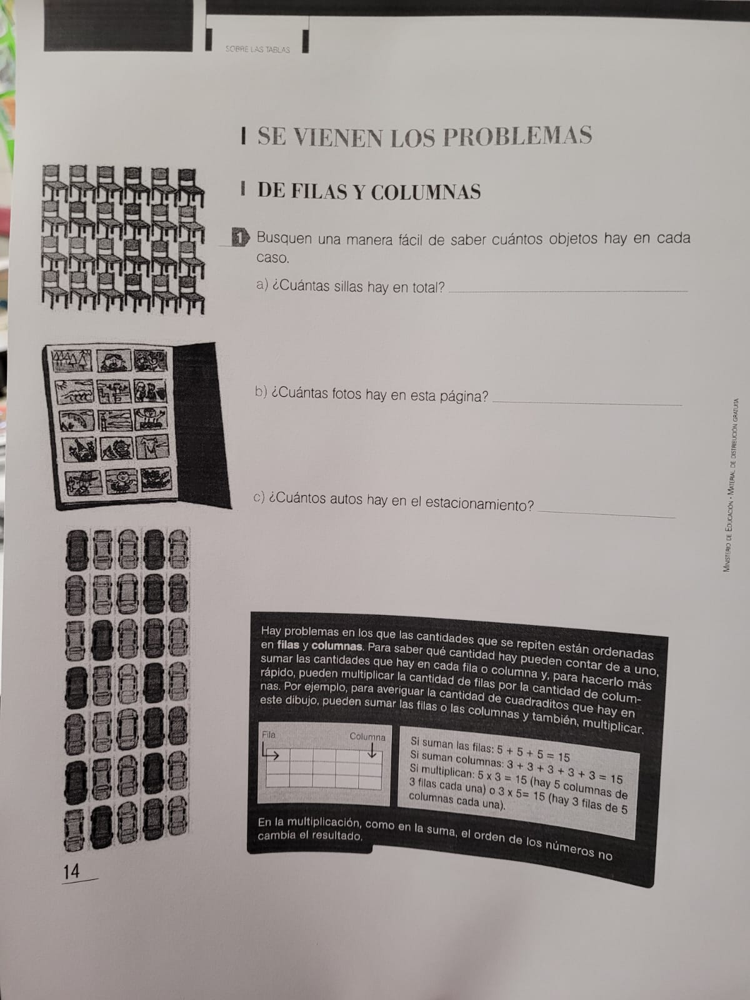 SOBRE LAS TABLAS
SE VIENEN LOS PROBLEMAS
DE FILAS Y COLUMNAS
1 Busquen una manera fácil de saber cuántos objetos hay en cada
caso.
a) ¿Cuántas sillas hay en total?
b) ¿Cuántas fotos hay en esta página?
c) ¿Cuántos autos hay en el estacionamiento?
Hay problemas en los que las cantidades que se repiten están ordenadas
en filas y columnas. Para saber qué cantidad hay pueden contar de a uno,
sumar las cantidades que hay en cada fila o columna y, para hacerlo más
rápido, pueden multiplicar la cantidad de filas por la cantidad de colum-
nas. Por ejemplo, para averiguar la cantidad de cuadraditos que hay en
este dibujo, pueden sumar las filas o las columnas y también, multiplicar.
Fila
Columna
Si suman las filas: 5 + 5 + 5 = 15
Si suman columnas: 3 + 3 + 3 + 3 + 3 = 15
Si multiplican: 5 x 3 = 15 (hay 5 columnas de
3 filas cada una) o 3 x 5= 15 (hay 3 filas de 5
columnas cada una).
En la multiplicación, como en la suma, el orden de los números no
cambia el resultado.
14
MINISTERIO DE EDUCACIÓN • MATERIAL DE DISTRIBUCIÓN GRATUITA